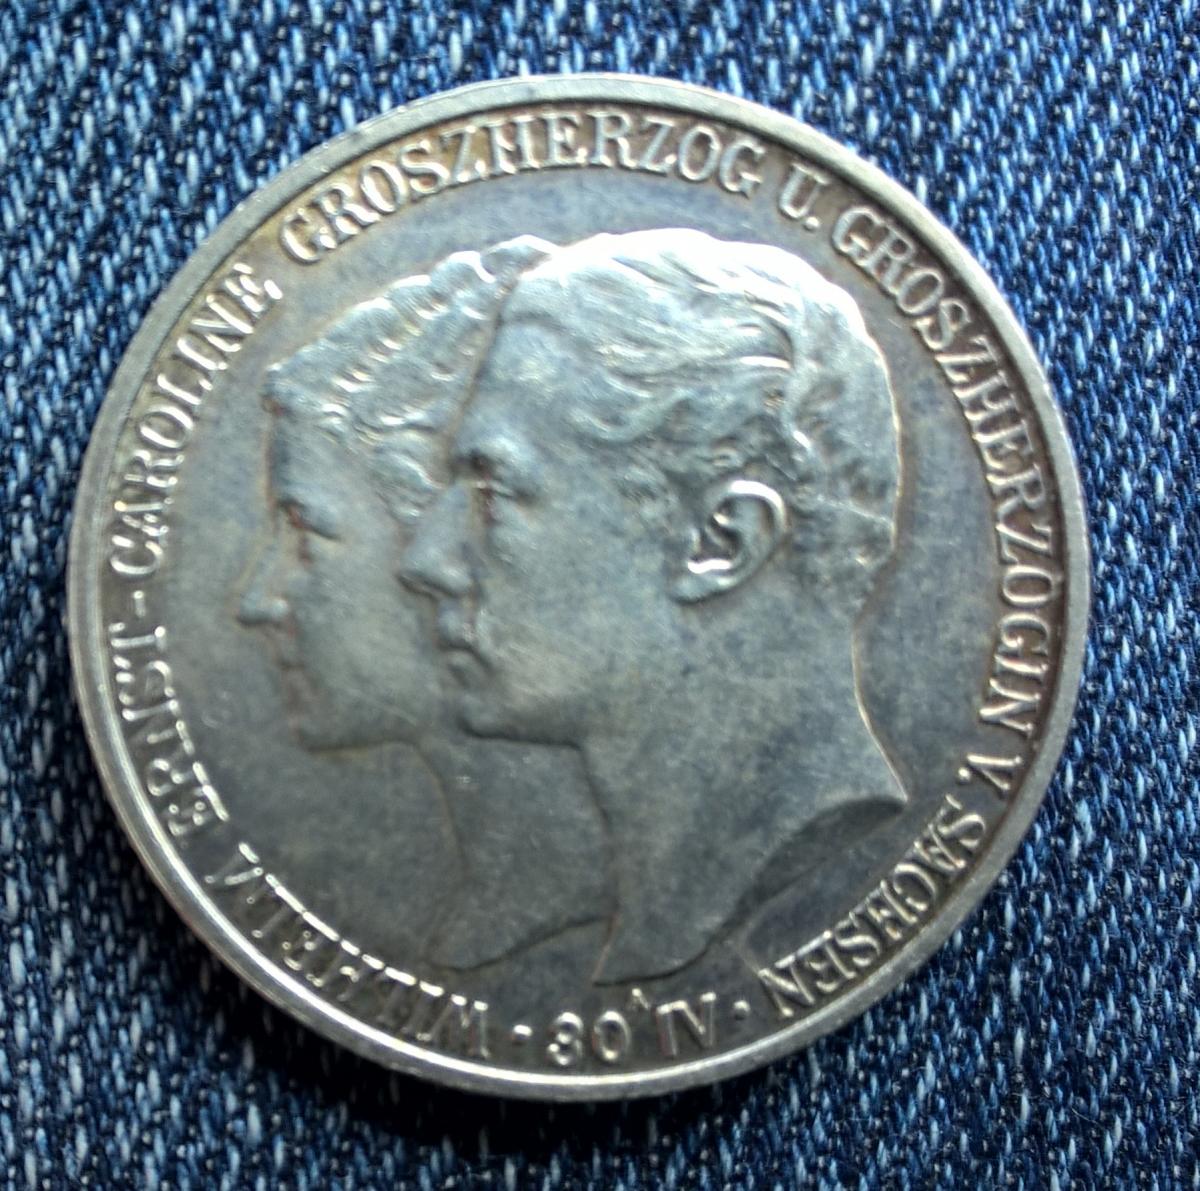 WILHELM ERNST - CAROLINE GROSZHERZOG U. GROSZHERZOGIN V. SACHSEN · 30 IV ·
A